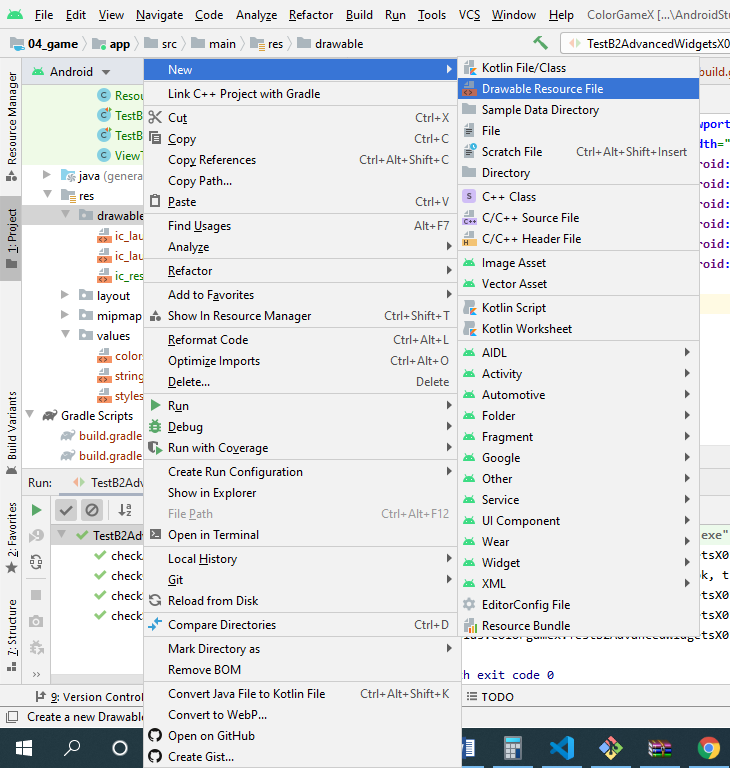 File Edit View Navigate Code Analyze Refactor Build Run Tools VCS Window Help ColorGameX [...\AndroidStu
04_game app src main res drawable TestB2AdvancedWidgetsX0
Android
build.gr
Resource Manager
1: Project
Build Variants
2: Favorites
7: Structure
Resou
TestB
TestB
ViewT
java (genera
res
drawable
ic_lau
ic_lau
ic_res
layout
mipmap
values
color
string
styles
Gradle Scripts
build.gradle
build.gradle
New
Link C++ Project with Gradle
Cut Ctrl+X
Copy Ctrl+C
Copy References Ctrl+Alt+Shift+C
Copy Path...
Paste Ctrl+V
Find Usages Alt+F7
Analyze
Refactor
Add to Favorites
Show In Resource Manager Ctrl+Shift+T
Reformat Code Ctrl+Alt+L
Optimize Imports Ctrl+Alt+O
Delete... Delete
Run
Debug
Run with Coverage
Create Run Configuration
Show in Explorer
File Path Ctrl+Alt+F12
Open in Terminal
Local History
Git
Reload from Disk
Compare Directories Ctrl+D
Mark Directory as
Remove BOM
Convert Java File to Kotlin File Ctrl+Alt+Shift+K
Convert to WebP...
Open on GitHub
Create Gist...
Kotlin File/Class
Drawable Resource File
Sample Data Directory
File
Scratch File Ctrl+Alt+Shift+Insert
Directory
C++ Class
C/C++ Source File
C/C++ Header File
Image Asset
Vector Asset
Kotlin Script
Kotlin Worksheet
AIDL
Activity
Automotive
Folder
Fragment
Google
Other
Service
UI Component
Wear
Widget
XML
EditorConfig File
Resource Bundle
wport
dth="
roid:
roid:
roid:
roid:
roid:
roid:
Run: TestB2Adv
TestB2Adv
check
check
check
check
exe"
etsX0
ok, t
etsX0
etsX0
th exit code 0
9: Version Control
TODO
Create a new Drawable